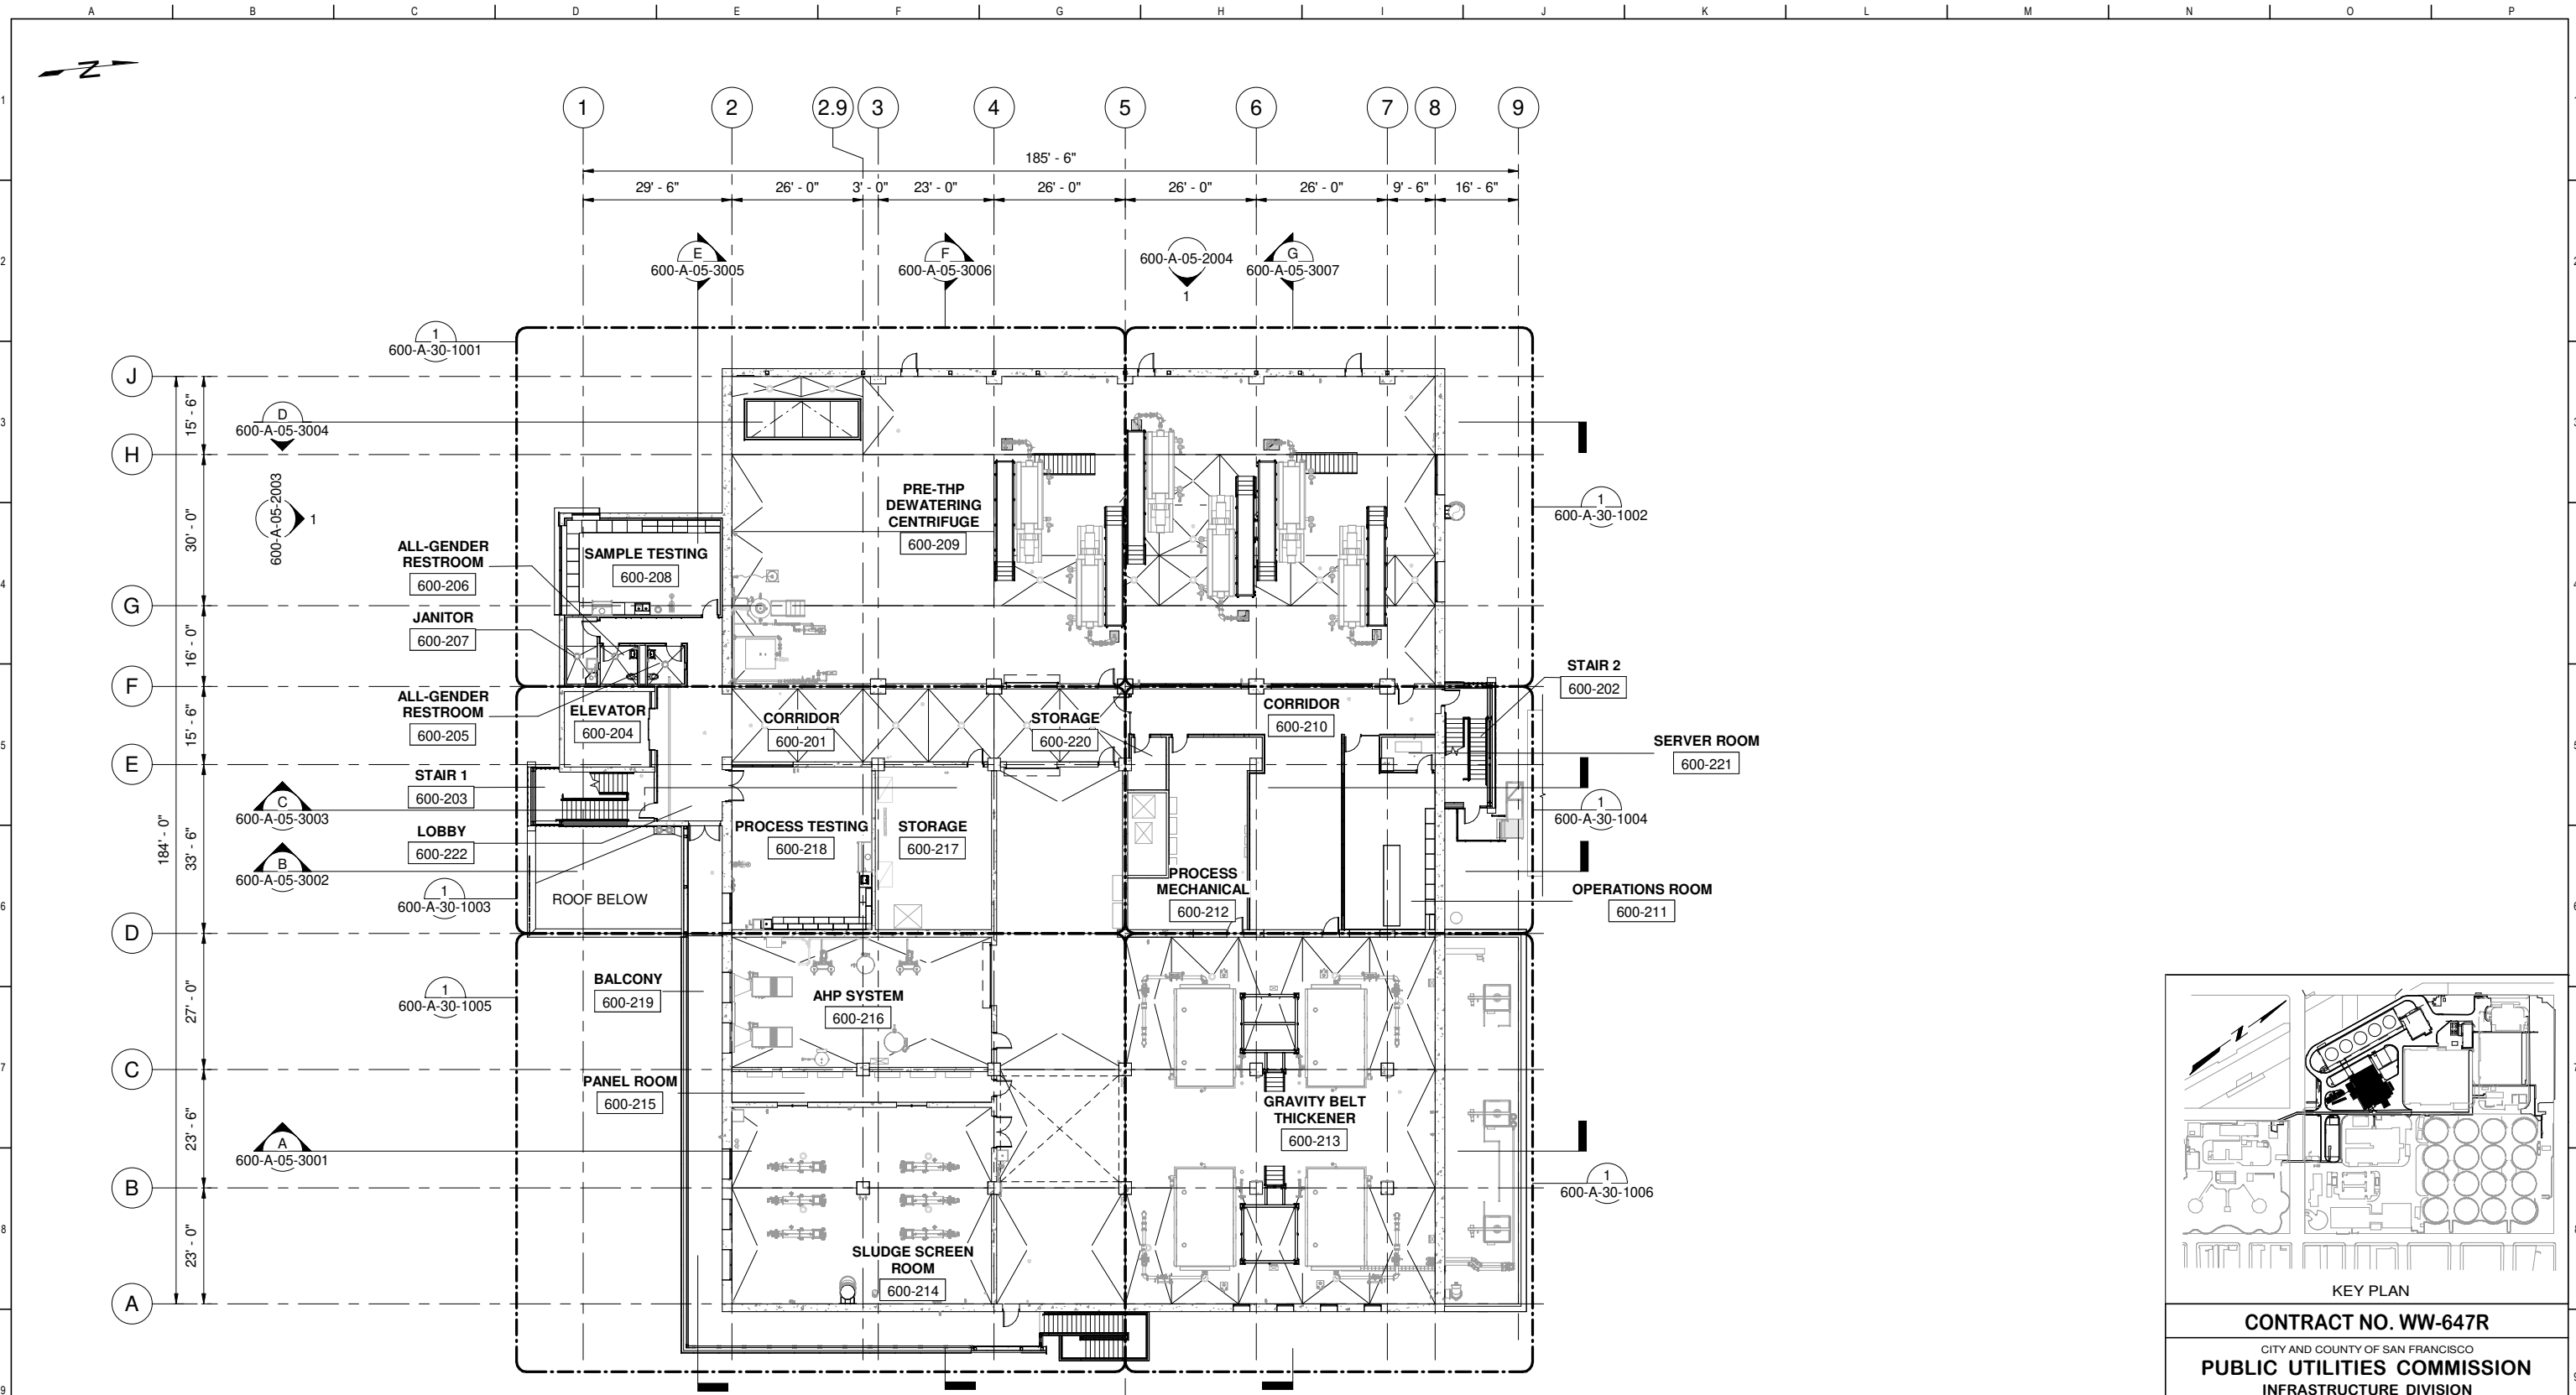 A B C D E F G H I J K L M N O P
N
1
1 2 2.9 3 4 5 6 7 8 9
185' - 6"
29' - 6" 26' - 0" 3' - 0" 23' - 0" 26' - 0" 26' - 0" 26' - 0" 9' - 6" 16' - 6"
2
E
600-A-05-3005
F
600-A-05-3006
600-A-05-2004
1
G
600-A-05-3007
1
600-A-30-1001
J
15' - 6"
3
D
600-A-05-3004
H
600-A-05-2003
1
30' - 0"
PRE-THP
DEWATERING
CENTRIFUGE
600-209
1
600-A-30-1002
ALL-GENDER
RESTROOM
600-206
SAMPLE TESTING
600-208
4
G
JANITOR
600-207
16' - 0"
F
STAIR 2
600-202
ALL-GENDER
RESTROOM
600-205
ELEVATOR
600-204
CORRIDOR
600-201
STORAGE
600-220
CORRIDOR
600-210
15' - 6"
5
SERVER ROOM
600-221
E
STAIR 1
600-203
C
600-A-05-3003
1
600-A-30-1004
LOBBY
600-222
PROCESS TESTING
600-218
STORAGE
600-217
184' - 0"
33' - 6"
B
600-A-05-3002
PROCESS
MECHANICAL
600-212
OPERATIONS ROOM
600-211
1
600-A-30-1003
ROOF BELOW
6
D
BALCONY
600-219
AHP SYSTEM
600-216
1
600-A-30-1005
27' - 0"
7
C
PANEL ROOM
600-215
GRAVITY BELT
THICKENER
600-213
23' - 6"
A
600-A-05-3001
B
1
600-A-30-1006
8
23' - 0"
SLUDGE SCREEN
ROOM
600-214
A
9
N
KEY PLAN
CONTRACT NO. WW-647R
CITY AND COUNTY OF SAN FRANCISCO
PUBLIC UTILITIES COMMISSION
INFRASTRUCTURE DIVISION